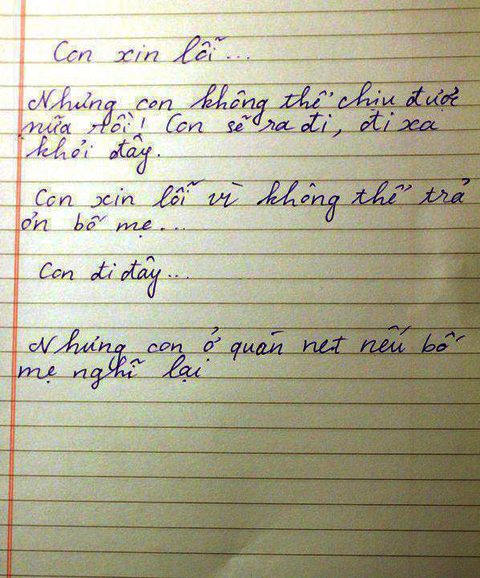 Con xin lỗi...
Nhưng con không thể chịu được
nữa rồi! Con sẽ ra đi, đi xa
khỏi đây.
Con xin lỗi vì không thể trả
ơn bố mẹ...
Con đi đây...
Nhưng con ở quán net nếu bố
mẹ nghĩ lại